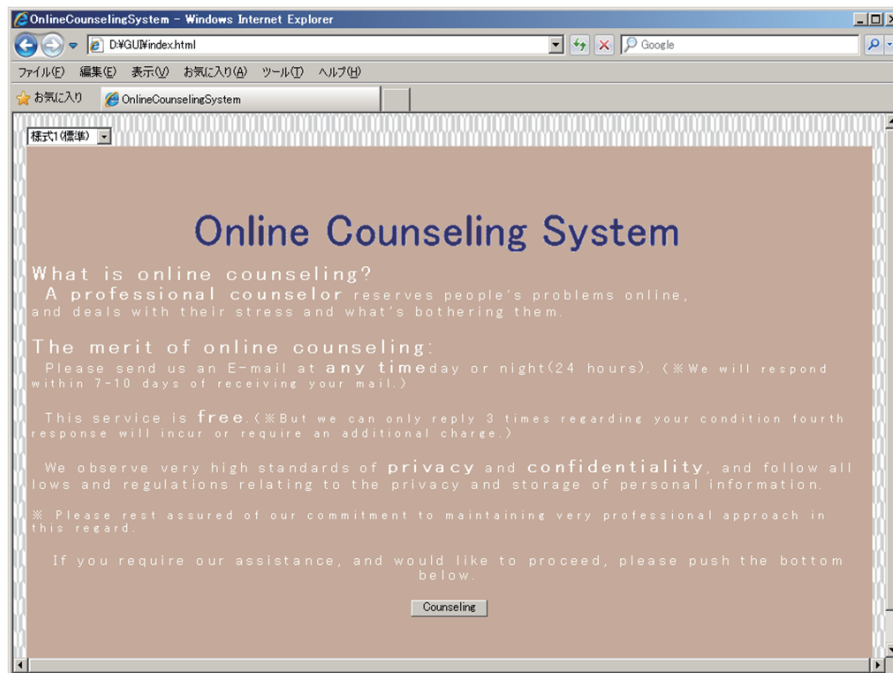 OnlineCounselingSystem - Windows Internet Explorer
D:¥GUI¥index.html
Google
ファイル(F) 編集(E) 表示(V) お気に入り(A) ツール(T) ヘルプ(H)
お気に入り OnlineCounselingSystem
様式1(標準)
Online Counseling System
What is online counseling?
A professional counselor reserves people's problems online,
and deals with their stress and what's bothering them.
The merit of online counseling:
Please send us an E-mail at any timeday or night(24 hours). (※We will respond
within 7-10 days of receiving your mail.)
This service is free.(※But we can only reply 3 times regarding your condition fourth
response will incur or require an additional charge.)
We observe very high standards of privacy and confidentiality, and follow all
lows and regulations relating to the privacy and storage of personal information.
※ Please rest assured of our commitment to maintaining very professional approach in
this regard.
If you require our assistance, and would like to proceed, please push the bottom
below.
Counseling